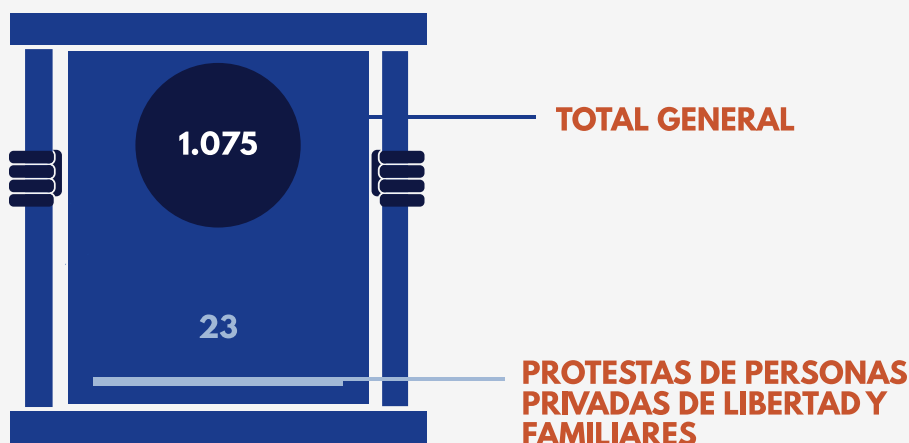 1.075
TOTAL GENERAL
23
PROTESTAS DE PERSONAS
PRIVADAS DE LIBERTAD Y
FAMILIARES